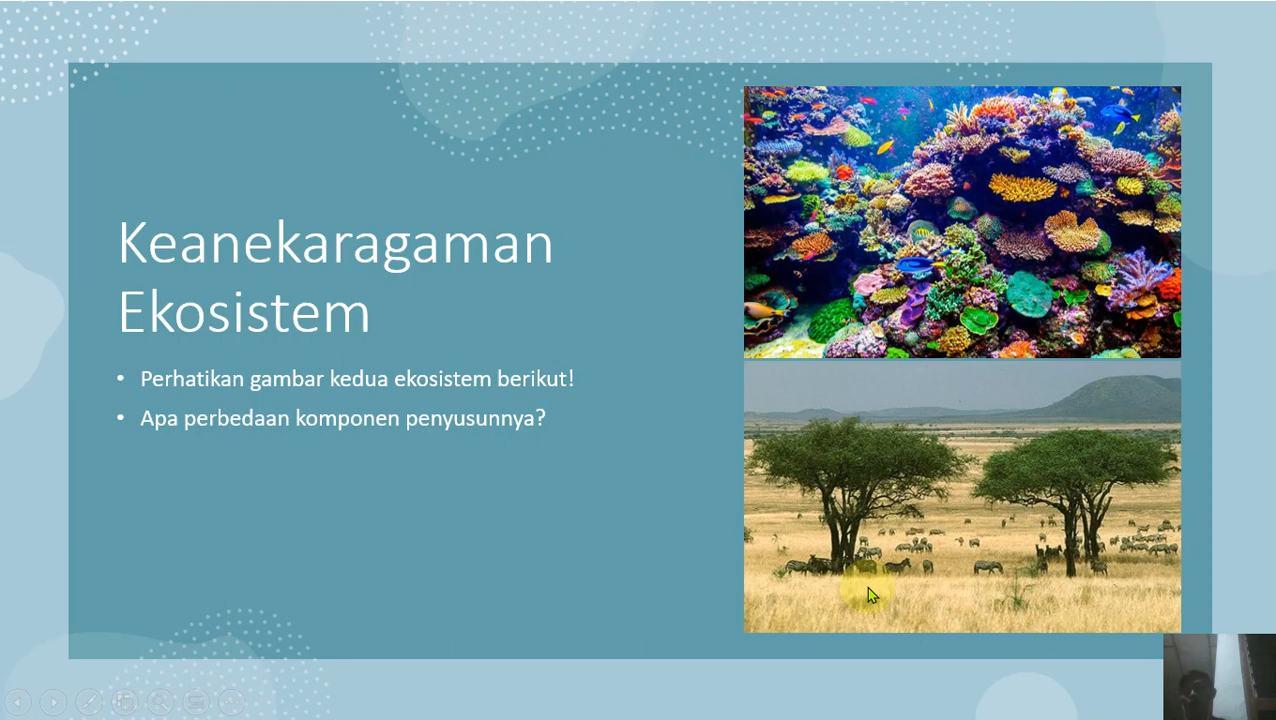 Keanekaragaman
Ekosistem
• Perhatikan gambar kedua ekosistem berikut!
• Apa perbedaan komponen penyusunnya?